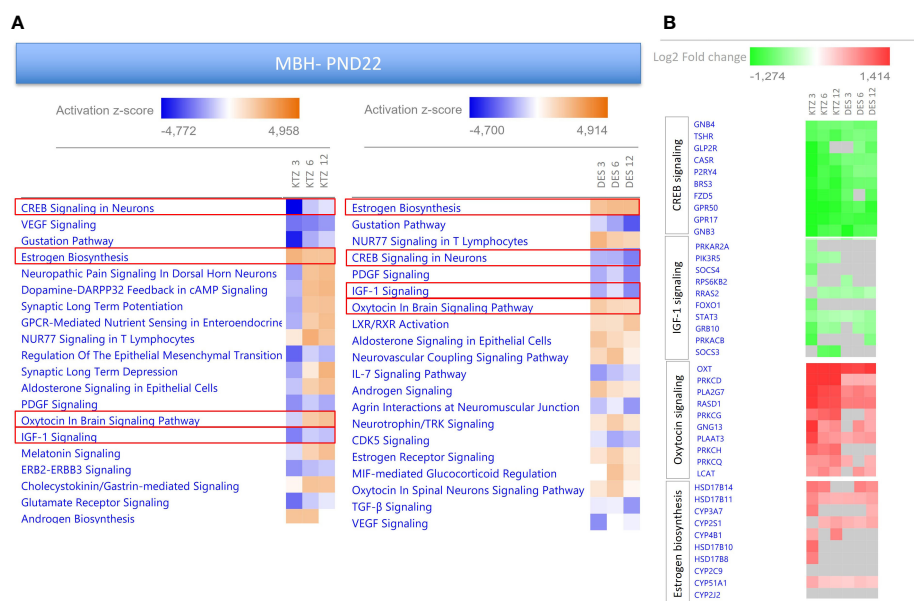 A
B
MBH- PND22
Activation z-score
-4,772
4,958
Activation z-score
-4,700
4,914
KTZ 3
KTZ 6
KTZ 12
DES 3
DES 6
DES 12
CREB Signaling in Neurons
VEGF Signaling
Gustation Pathway
Estrogen Biosynthesis
Neuropathic Pain Signaling In Dorsal Horn Neurons
Dopamine-DARPP32 Feedback in cAMP Signaling
Synaptic Long Term Potentiation
GPCR-Mediated Nutrient Sensing in Enteroendocrine
NUR77 Signaling in T Lymphocytes
Regulation Of The Epithelial Mesenchymal Transition
Synaptic Long Term Depression
Aldosterone Signaling in Epithelial Cells
PDGF Signaling
Oxytocin In Brain Signaling Pathway
IGF-1 Signaling
Melatonin Signaling
ERB2-ERBB3 Signaling
Cholecystokinin/Gastrin-mediated Signaling
Glutamate Receptor Signaling
Androgen Biosynthesis
Estrogen Biosynthesis
Gustation Pathway
NUR77 Signaling in T Lymphocytes
CREB Signaling in Neurons
PDGF Signaling
IGF-1 Signaling
Oxytocin In Brain Signaling Pathway
LXR/RXR Activation
Aldosterone Signaling in Epithelial Cells
Neurovascular Coupling Signaling Pathway
IL-7 Signaling Pathway
Androgen Signaling
Agrin Interactions at Neuromuscular Junction
Neurotrophin/TRK Signaling
CDK5 Signaling
Estrogen Receptor Signaling
MIF-mediated Glucocorticoid Regulation
Oxytocin In Spinal Neurons Signaling Pathway
TGF-β Signaling
VEGF Signaling
Log2 Fold change
-1,274
1,414
KTZ 3
KTZ 6
KTZ 12
DES 3
DES 6
DES 12
CREB signaling
GNB4
TSHR
GLP2R
CASR
P2RY4
BRS3
FZD5
GPR50
GPR17
GNB3
IGF-1 signaling
PRKAR2A
PIK3R5
SOCS4
RPS6KB2
RRAS2
FOXO1
STAT3
GRB10
PRKACB
SOCS3
Oxytocin signaling
OXT
PRKCD
PLA2G7
RASD1
PRKCG
GNG13
PLAAT3
PRKCH
PRKCQ
LCAT
Estrogen biosynthesis
HSD17B14
HSD17B11
CYP3A7
CYP2S1
CYP4B1
HSD17B10
HSD17B8
CYP2C9
CYP51A1
CYP2J2